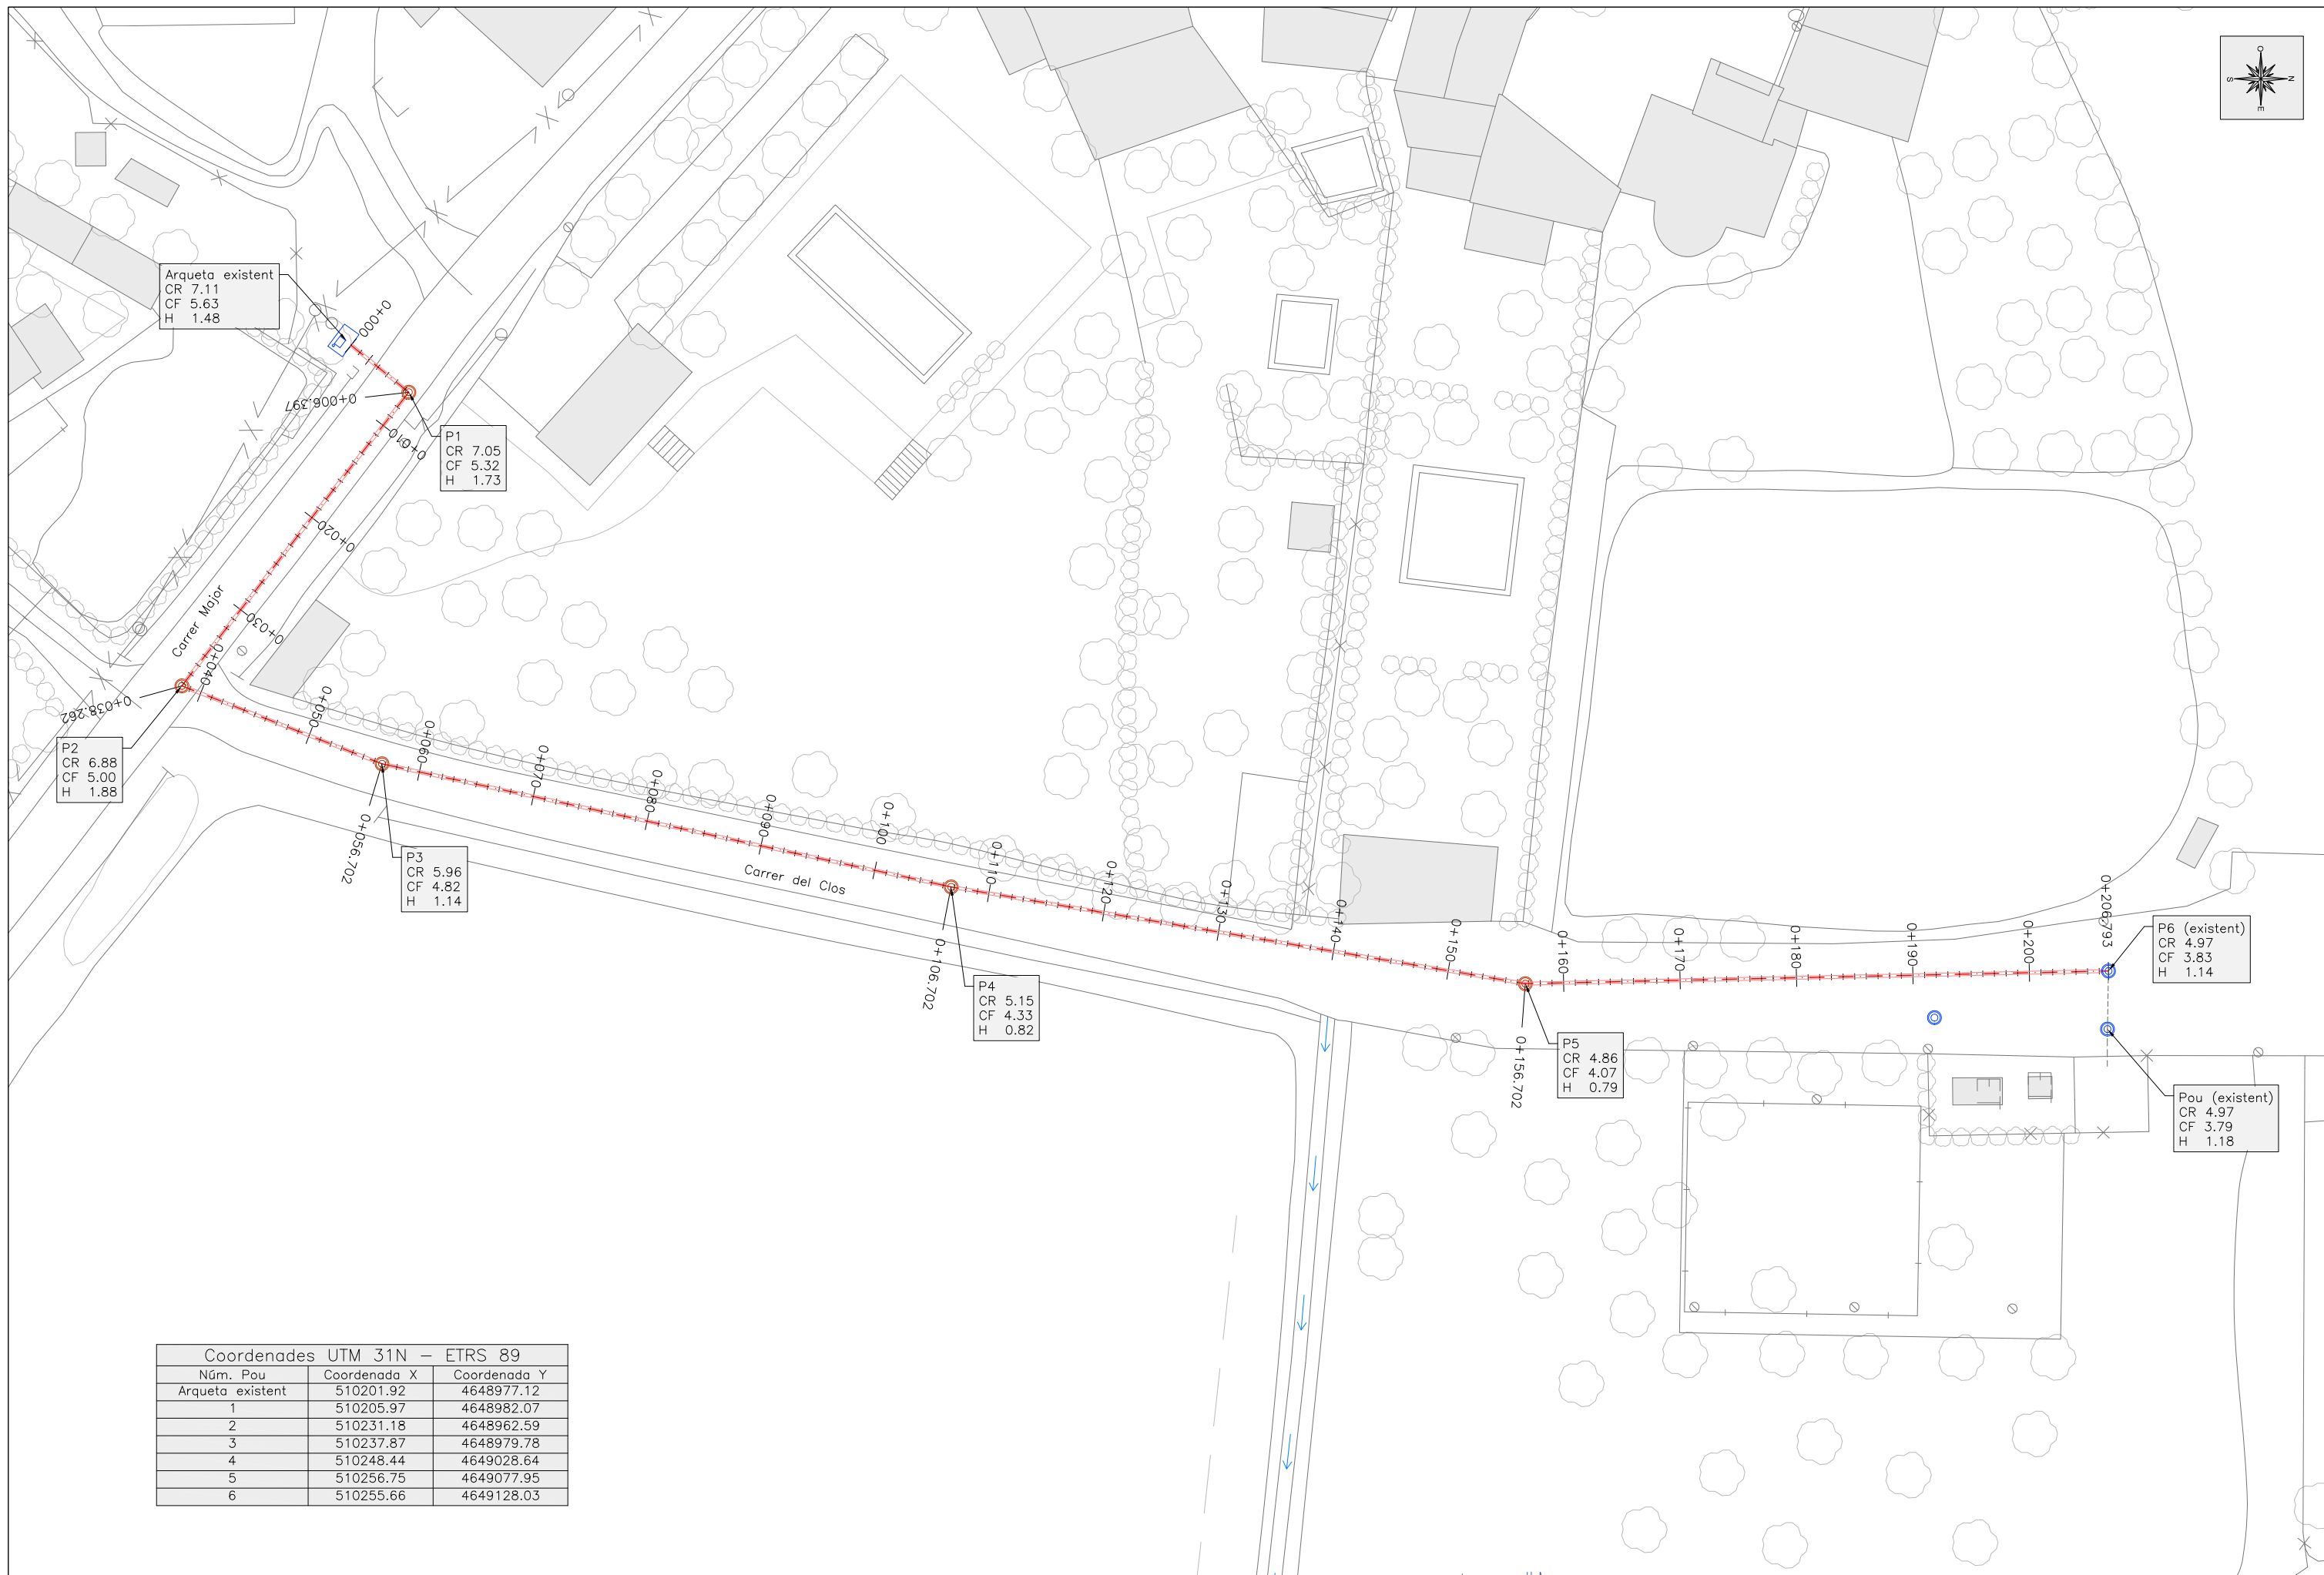 O
S
N
E
Arqueta existent
CR 7.11
CF 5.63
H 1.48
0+000
0+006.397
0+010
P1
CR 7.05
CF 5.32
H 1.73
0+020
Carrer Major
0+030
0+040
0+038.262
P2
CR 6.88
CF 5.00
H 1.88
0+050
0+060
0+056.702
0+070
0+080
0+090
0+100
P3
CR 5.96
CF 4.82
H 1.14
Carrer del Clos
0+110
0+120
0+130
0+140
0+106.702
P4
CR 5.15
CF 4.33
H 0.82
0+150
0+160
0+170
0+180
0+190
0+200
0+206.793
P6 (existent)
CR 4.97
CF 3.83
H 1.14
0+156.702
P5
CR 4.86
CF 4.07
H 0.79
Pou (existent)
CR 4.97
CF 3.79
H 1.18
Coordenades UTM 31N – ETRS 89
Núm. Pou Coordenada X Coordenada Y
Arqueta existent 510201.92 4648977.12
1 510205.97 4648982.07
2 510231.18 4648962.59
3 510237.87 4648979.78
4 510248.44 4649028.64
5 510256.75 4649077.95
6 510255.66 4649128.03